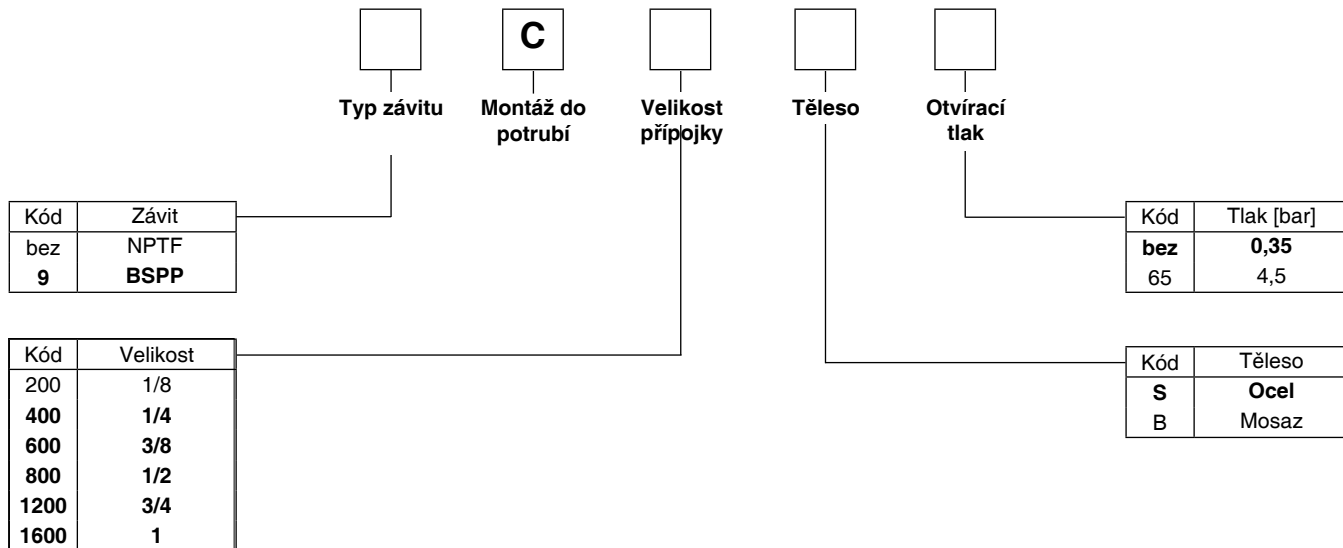 C
Typ závitu
Montáž do
potrubí
Velikost
přípojky
Těleso
Otvírací
tlak
Kód Závit
bez NPTF
9 BSPP
Kód Tlak [bar]
bez 0,35
65 4,5
Kód Velikost
200 1/8
400 1/4
600 3/8
800 1/2
1200 3/4
1600 1
Kód Těleso
S Ocel
B Mosaz